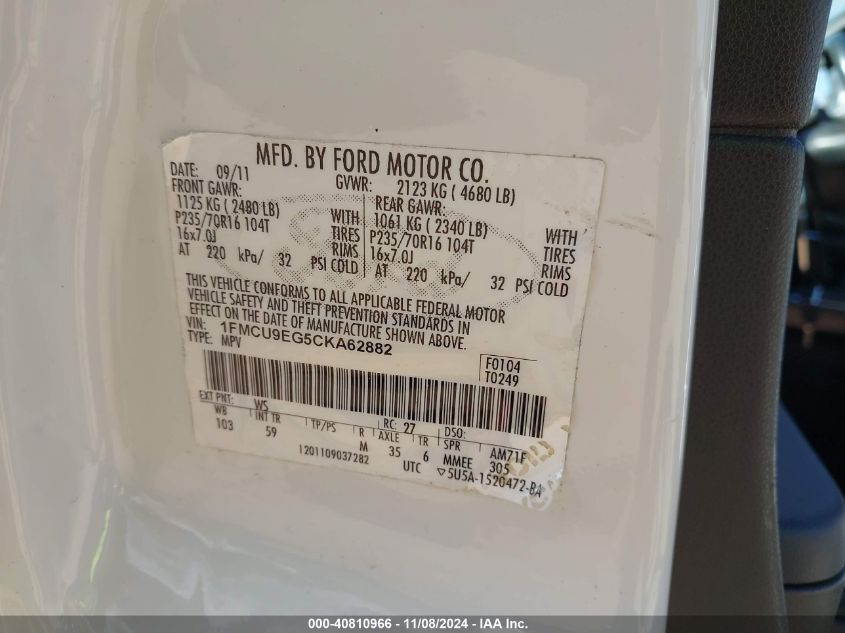 MFD. BY FORD MOTOR CO.
DATE: 09/11 GVWR: 2123 KG ( 4680 LB)
FRONT GAWR: REAR GAWR:
1125 KG ( 2480 LB) WITH 1061 KG ( 2340 LB) WITH
P235/70R16 104T TIRES P235/70R16 104T TIRES
16x7.0J RIMS 16x7.0J RIMS
AT 220 kPa/ 32 PSI COLD AT 220 kPa/ 32 PSI COLD
THIS VEHICLE CONFORMS TO ALL APPLICABLE FEDERAL MOTOR
VEHICLE SAFETY AND THEFT PREVENTION STANDARDS IN
EFFECT ON THE DATE OF MANUFACTURE SHOWN ABOVE.
VIN: 1FMCU9EG5CKA62882
TYPE: MPV
F0104
T0249
EXT PNT: WS RC: 27 DSO:
WB INT TR TP/PS R AXLE TR SPR AM71F
103 59 M 35 6 MMEE 305
1201109037282 UTC ▽5U5A-1520472-BA
000-40810966 - 11/08/2024 - IAA Inc.